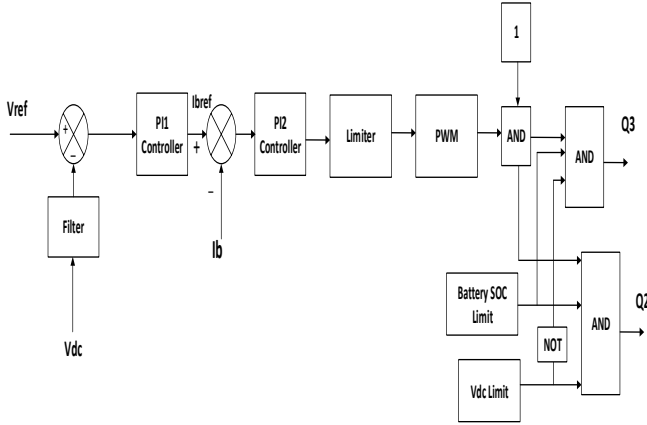 1
Vref
+
−
PI1
Controller
Ibref
+
−
PI2
Controller
Limiter
PWM
AND
AND
Q3
Filter
Ib
Vdc
Battery SOC
Limit
NOT
AND
Q2
Vdc Limit